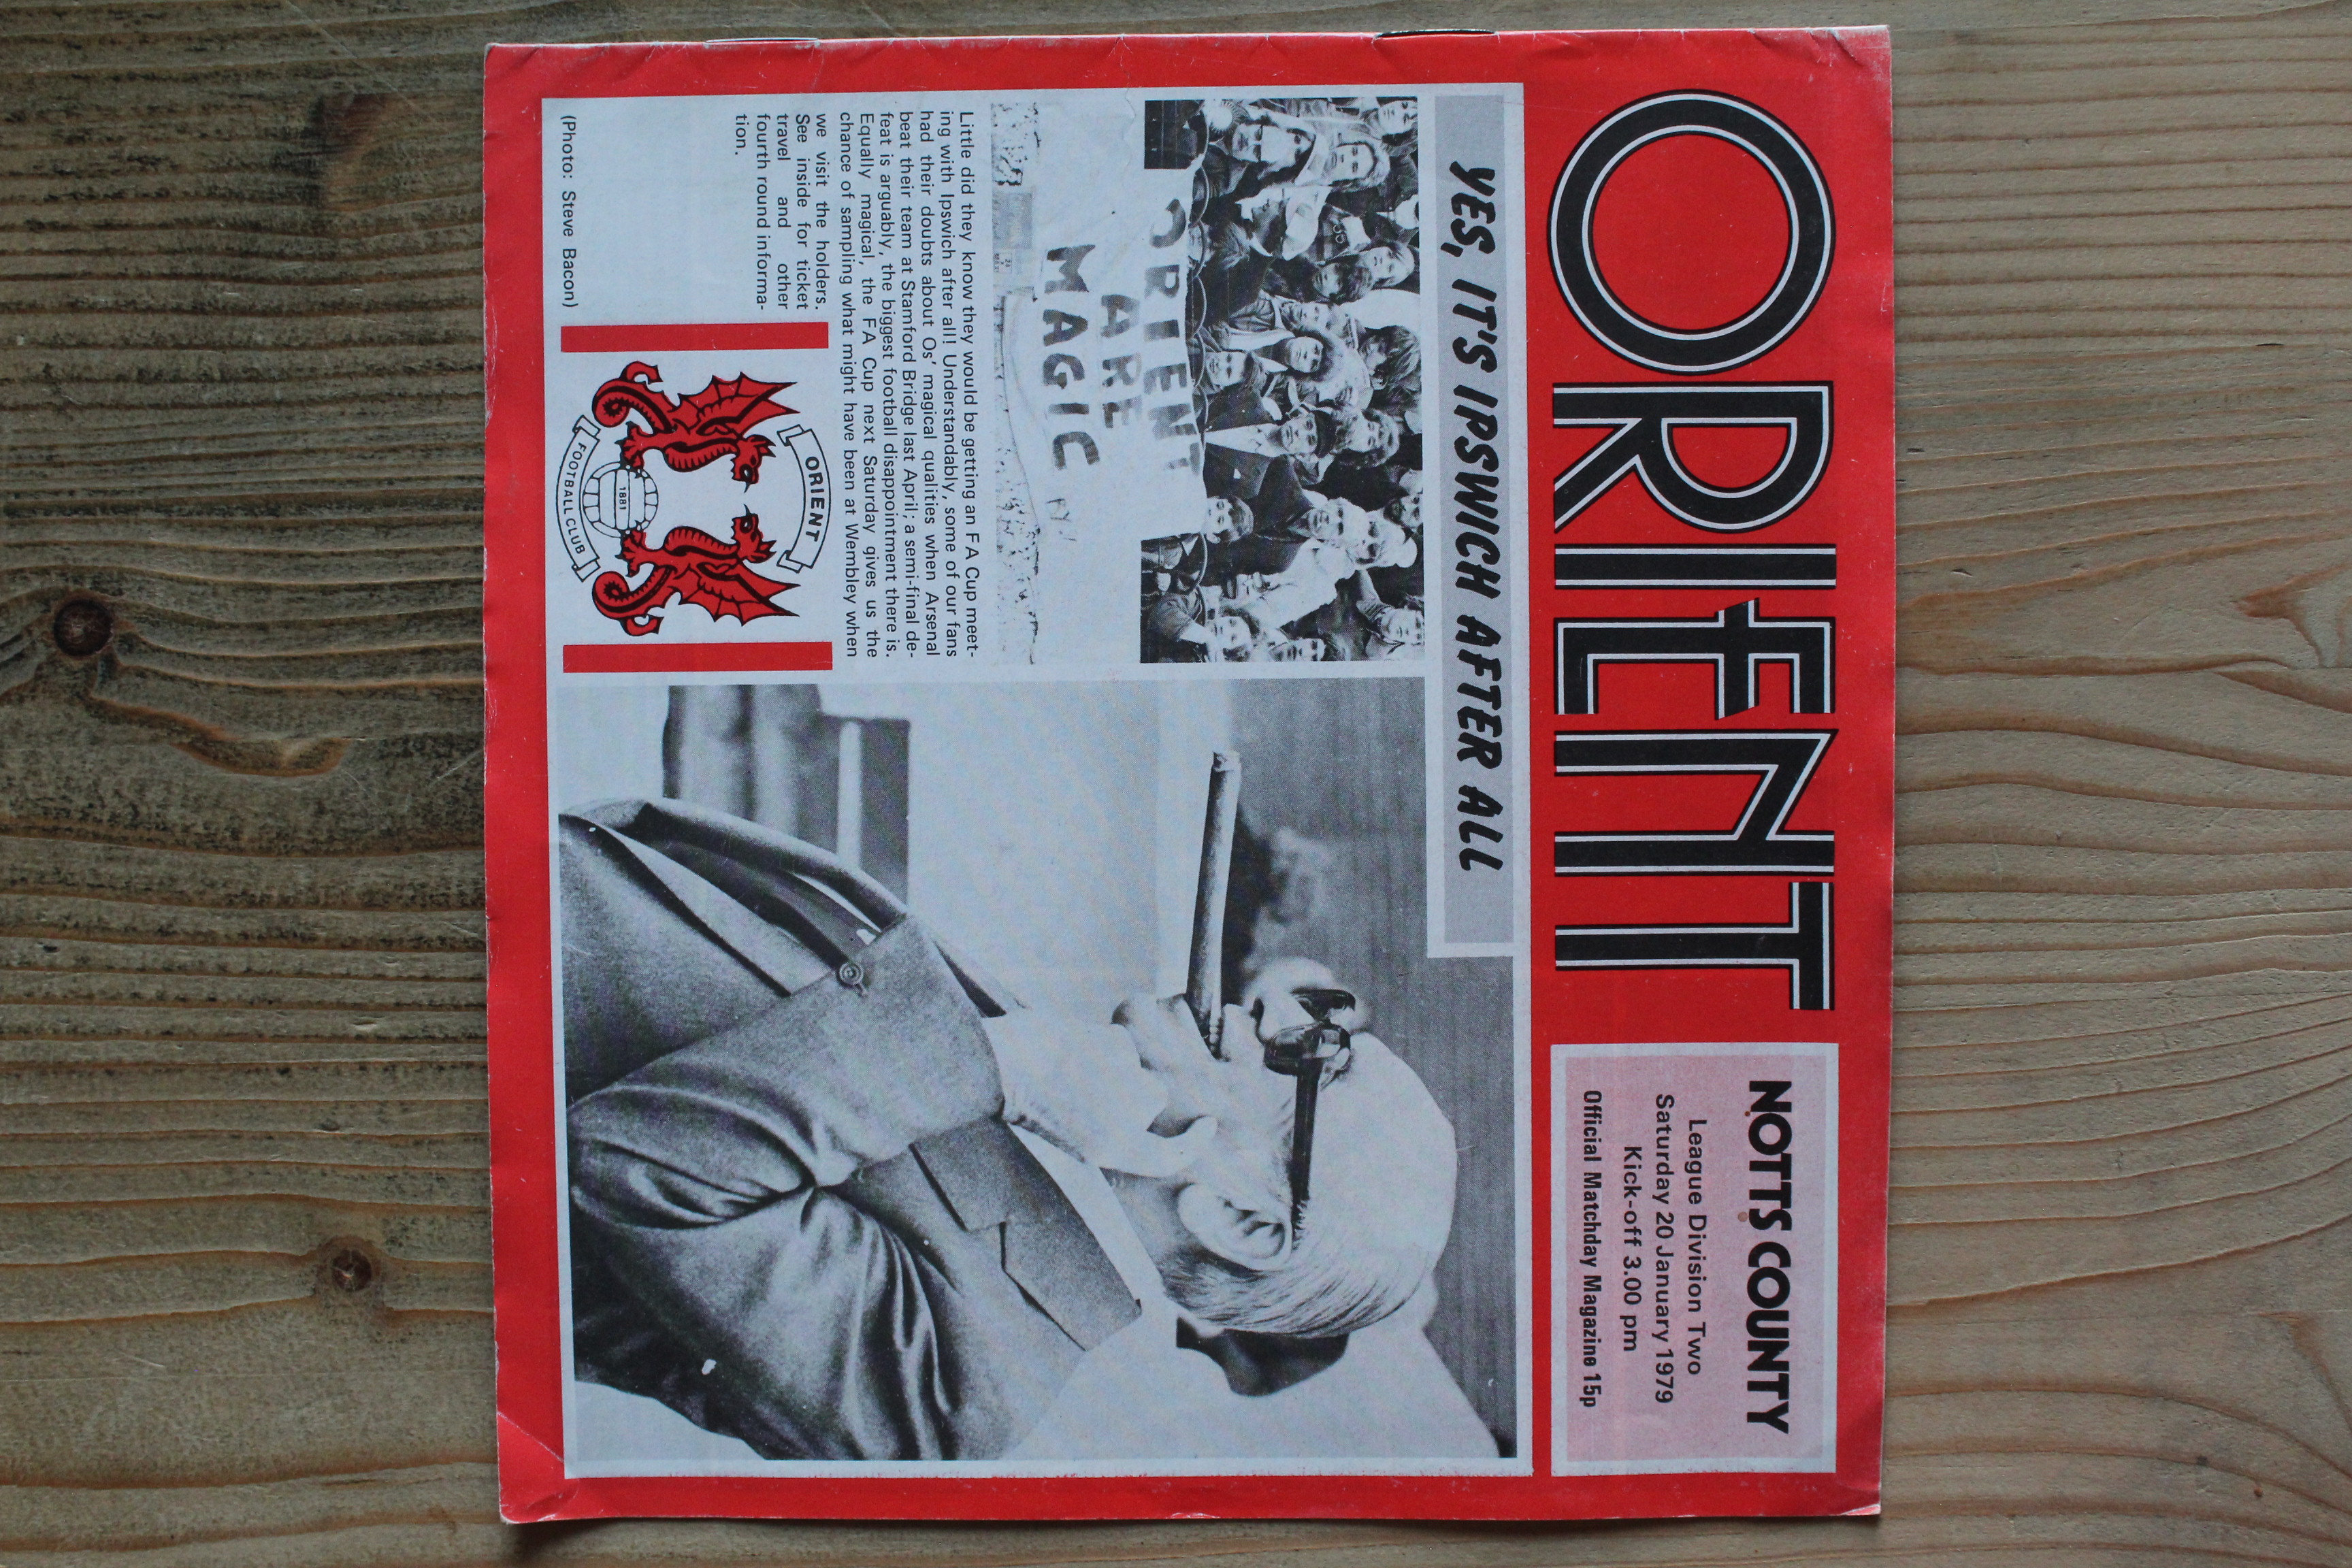 ORIENT
NOTTS COUNTY
League Division Two
Saturday 20 January 1979
Kick-off 3.00 pm
Official Matchday Magazine 15p
YES, IT'S IPSWICH AFTER ALL
ORIENT
ARE
MAGIC
Little did they know they would be getting an FA Cup meet-
ing with Ipswich after all! Understandably, some of our fans
had their doubts about Os' magical qualities when Arsenal
beat their team at Stamford Bridge last April; a semi-final de-
feat is arguably, the biggest football disappointment there is.
Equally magical, the FA Cup next Saturday gives us the
chance of sampling what might have been at Wembley when
we visit the holders.
See inside for ticket
travel and other
fourth round informa-
tion.
(Photo: Steve Bacon)
ORIENT
1881
FOOTBALL CLUB